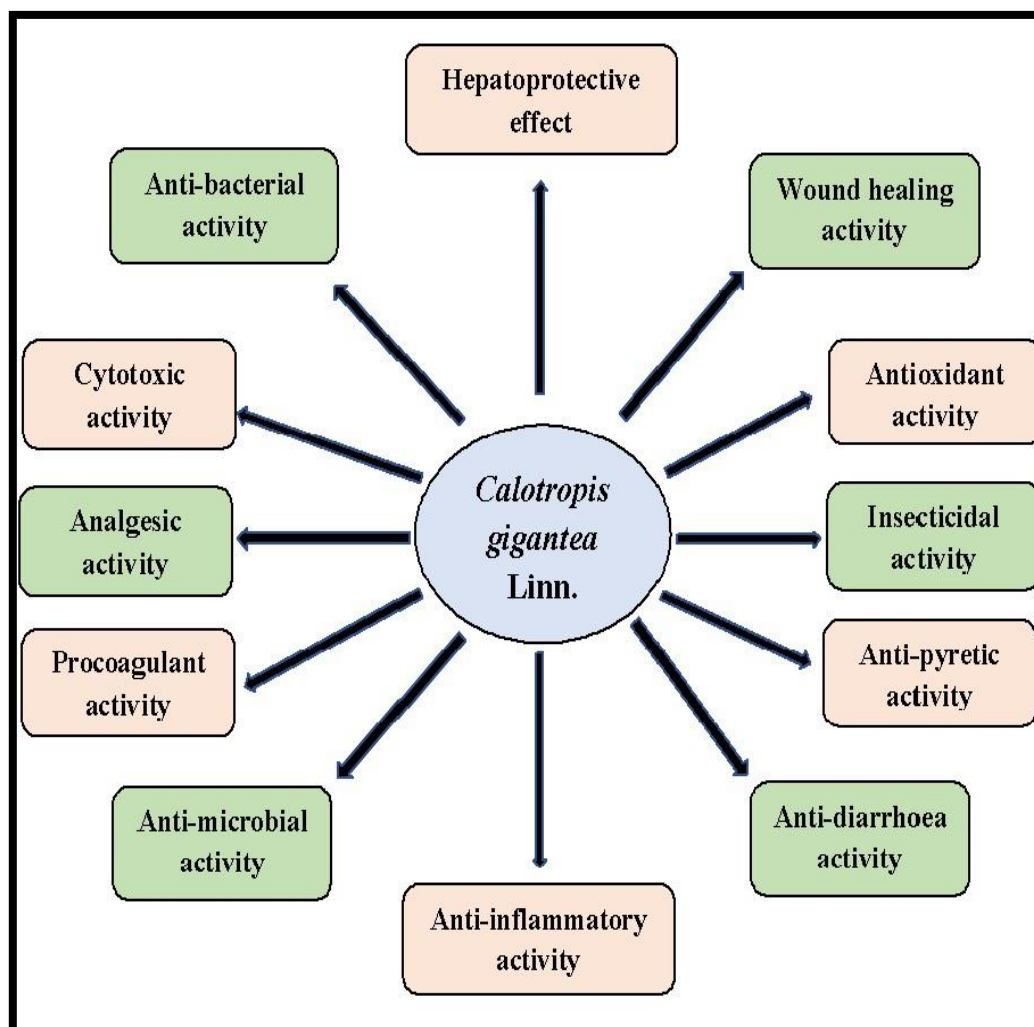 Hepatoprotective
effect
Anti-bacterial
activity
Wound healing
activity
Cytotoxic
activity
Antioxidant
activity
Calotropis
gigantea
Linn.
Analgesic
activity
Insecticidal
activity
Procoagulant
activity
Anti-pyretic
activity
Anti-microbial
activity
Anti-diarrhoea
activity
Anti-inflammatory
activity